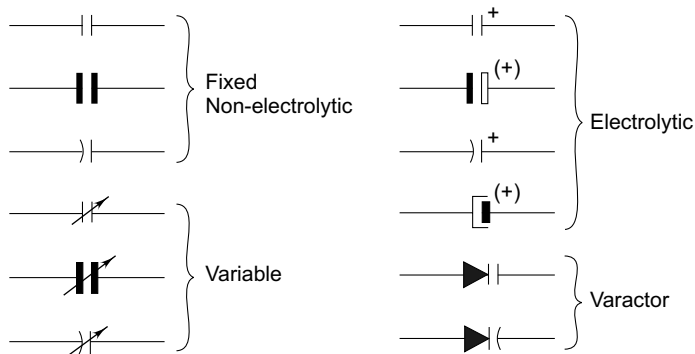 Fixed
Non-electrolytic
Variable
+
(+)
+
(+)
Electrolytic
Varactor